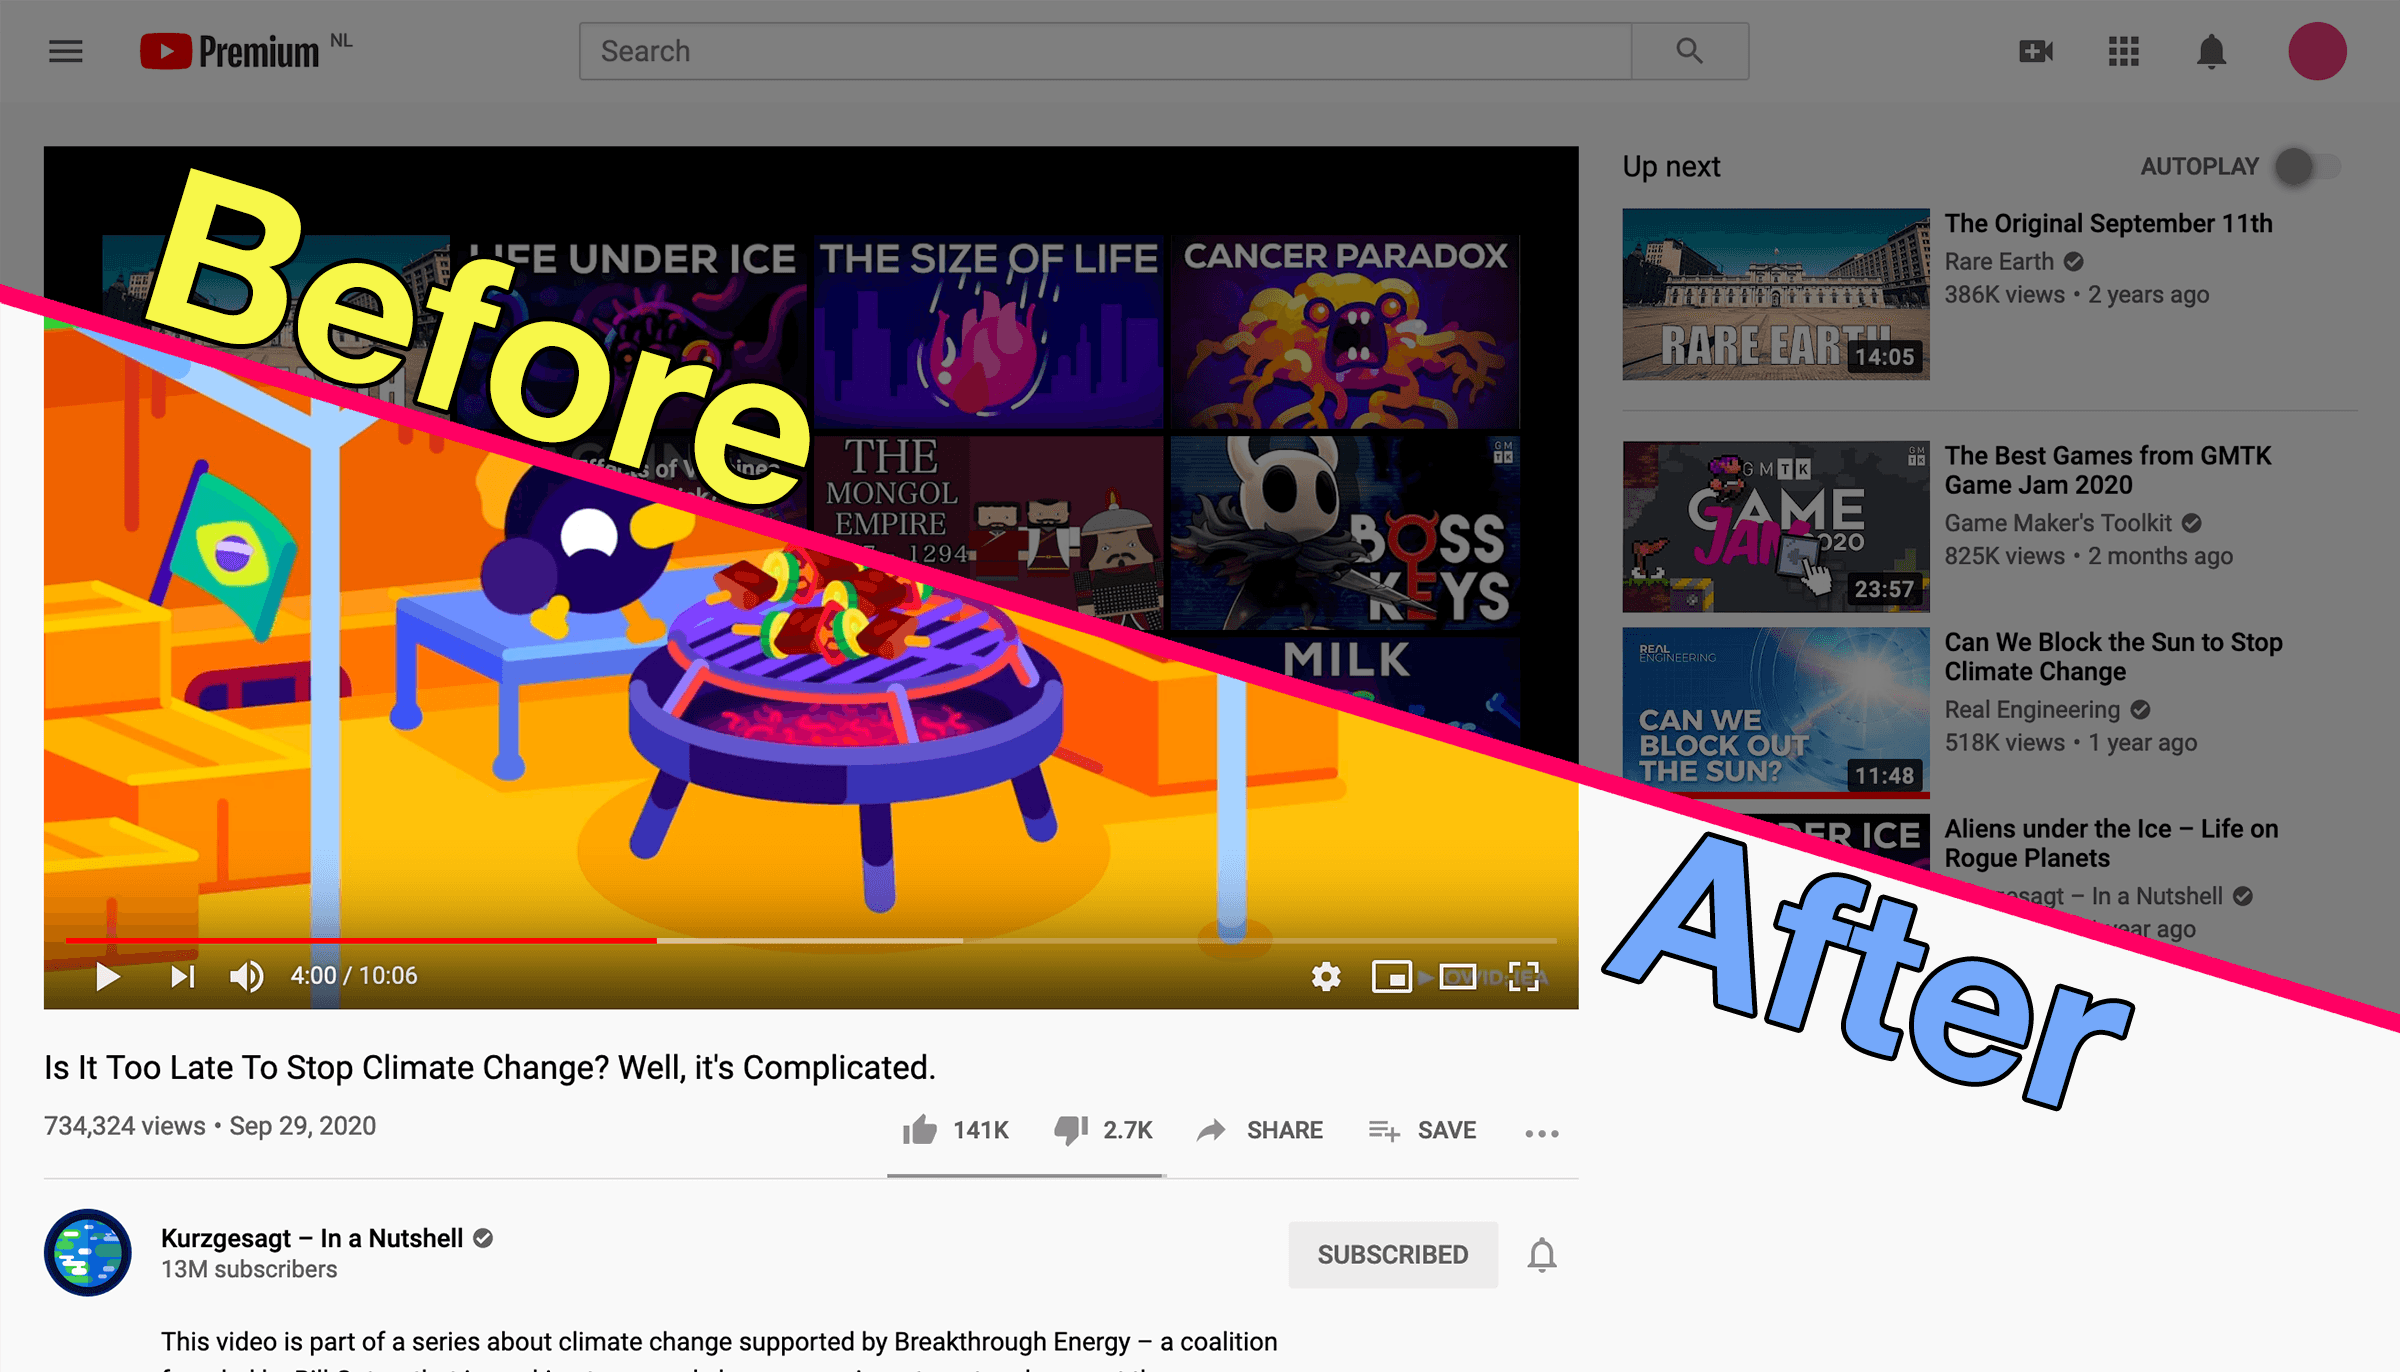 Premium NL
Search
Before
After
LIFE UNDER ICE
THE SIZE OF LIFE
CANCER PARADOX
THE
MONGOL
EMPIRE
1294
GM
TK
BOSS
KEYS
MILK
4:00 / 10:06
Is It Too Late To Stop Climate Change? Well, it's Complicated.
734,324 views • Sep 29, 2020
141K
2.7K
SHARE
SAVE
Kurzgesagt – In a Nutshell
13M subscribers
SUBSCRIBED
This video is part of a series about climate change supported by Breakthrough Energy – a coalition
Up next
AUTOPLAY
RARE EARTH
14:05
The Original September 11th
Rare Earth
386K views • 2 years ago
GMTK
GAME
JAM 2020
GM
TK
23:57
The Best Games from GMTK
Game Jam 2020
Game Maker's Toolkit
825K views • 2 months ago
REAL
ENGINEERING
CAN WE
BLOCK OUT
THE SUN?
11:48
Can We Block the Sun to Stop
Climate Change
Real Engineering
518K views • 1 year ago
DER ICE
Aliens under the Ice – Life on
Rogue Planets
sagt – In a Nutshell
year ago